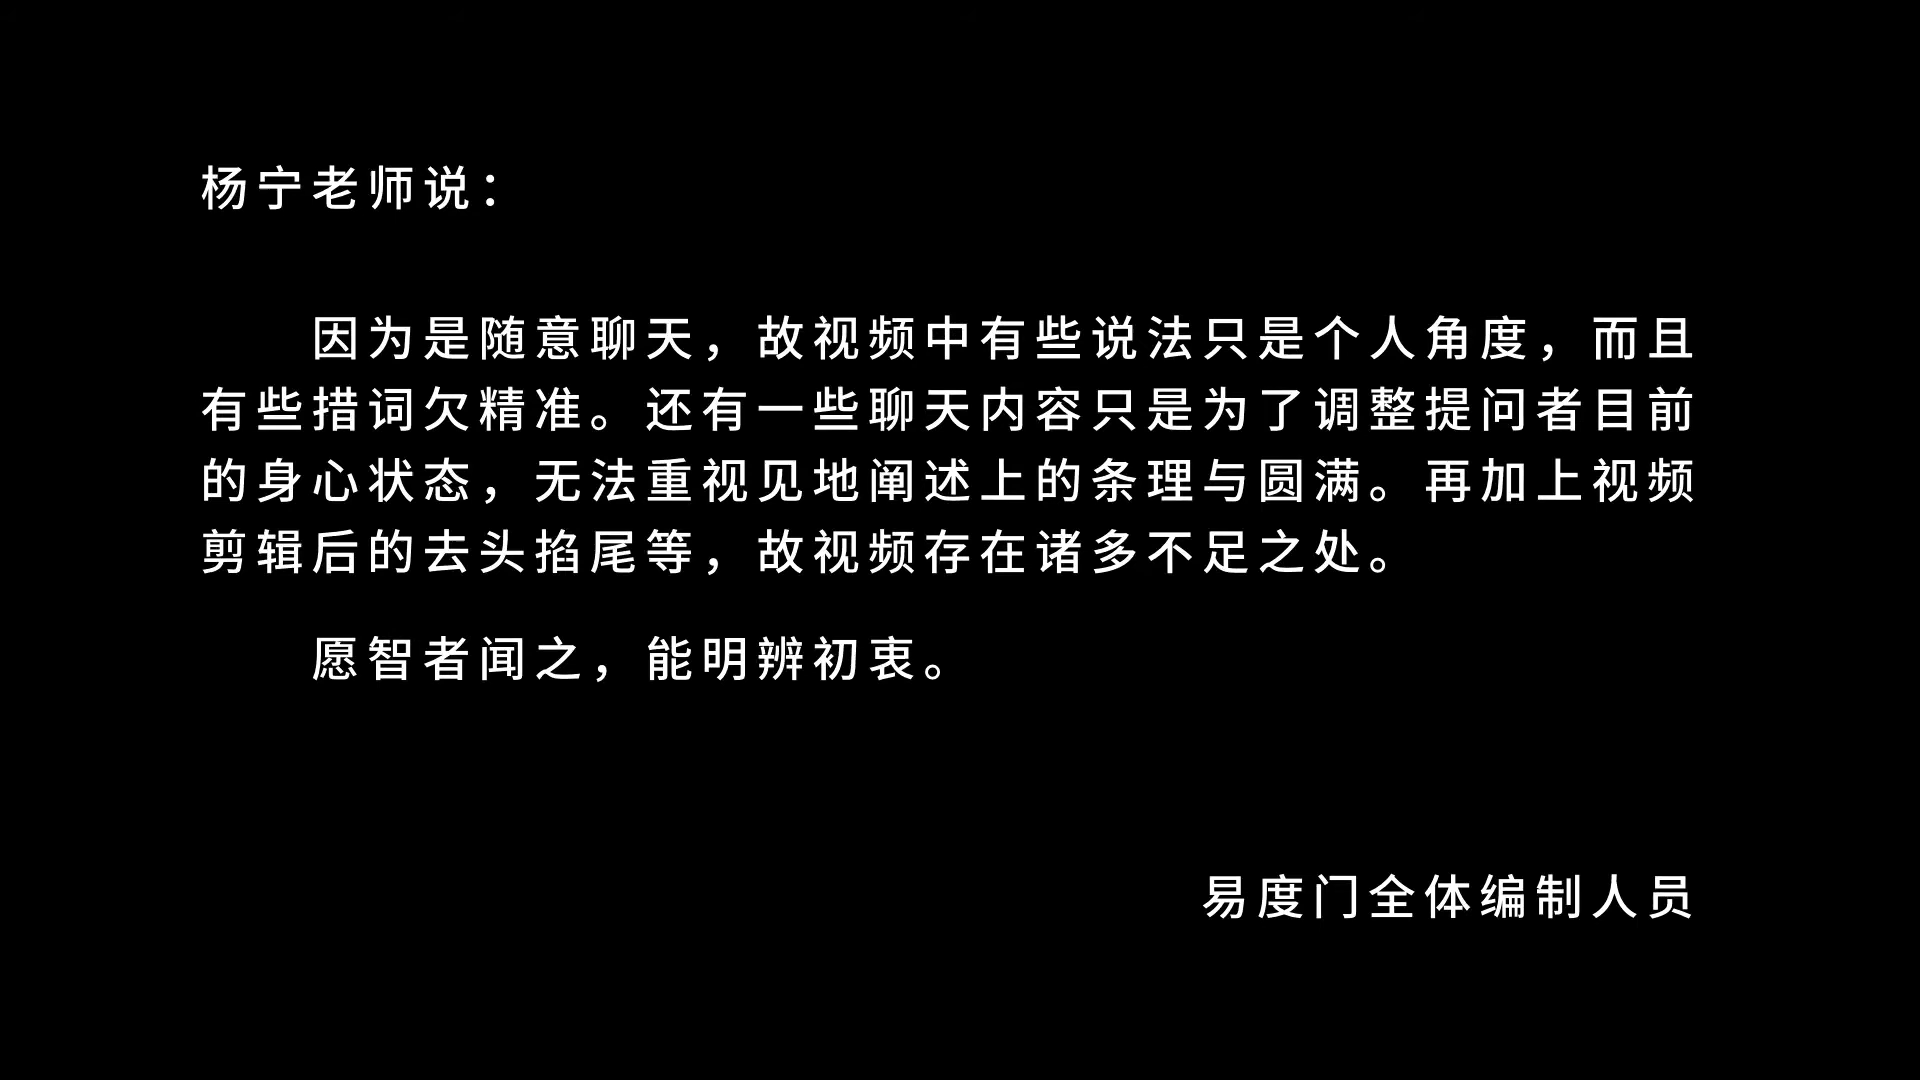 杨宁老师说：
因为是随意聊天，故视频中有些说法只是个人角度，而且
有些措词欠精准。还有一些聊天内容只是为了调整提问者目前
的身心状态，无法重视见地阐述上的条理与圆满。再加上视频
剪辑后的去头掐尾等，故视频存在诸多不足之处。
愿智者闻之，能明辨初衷。
易度门全体编制人员